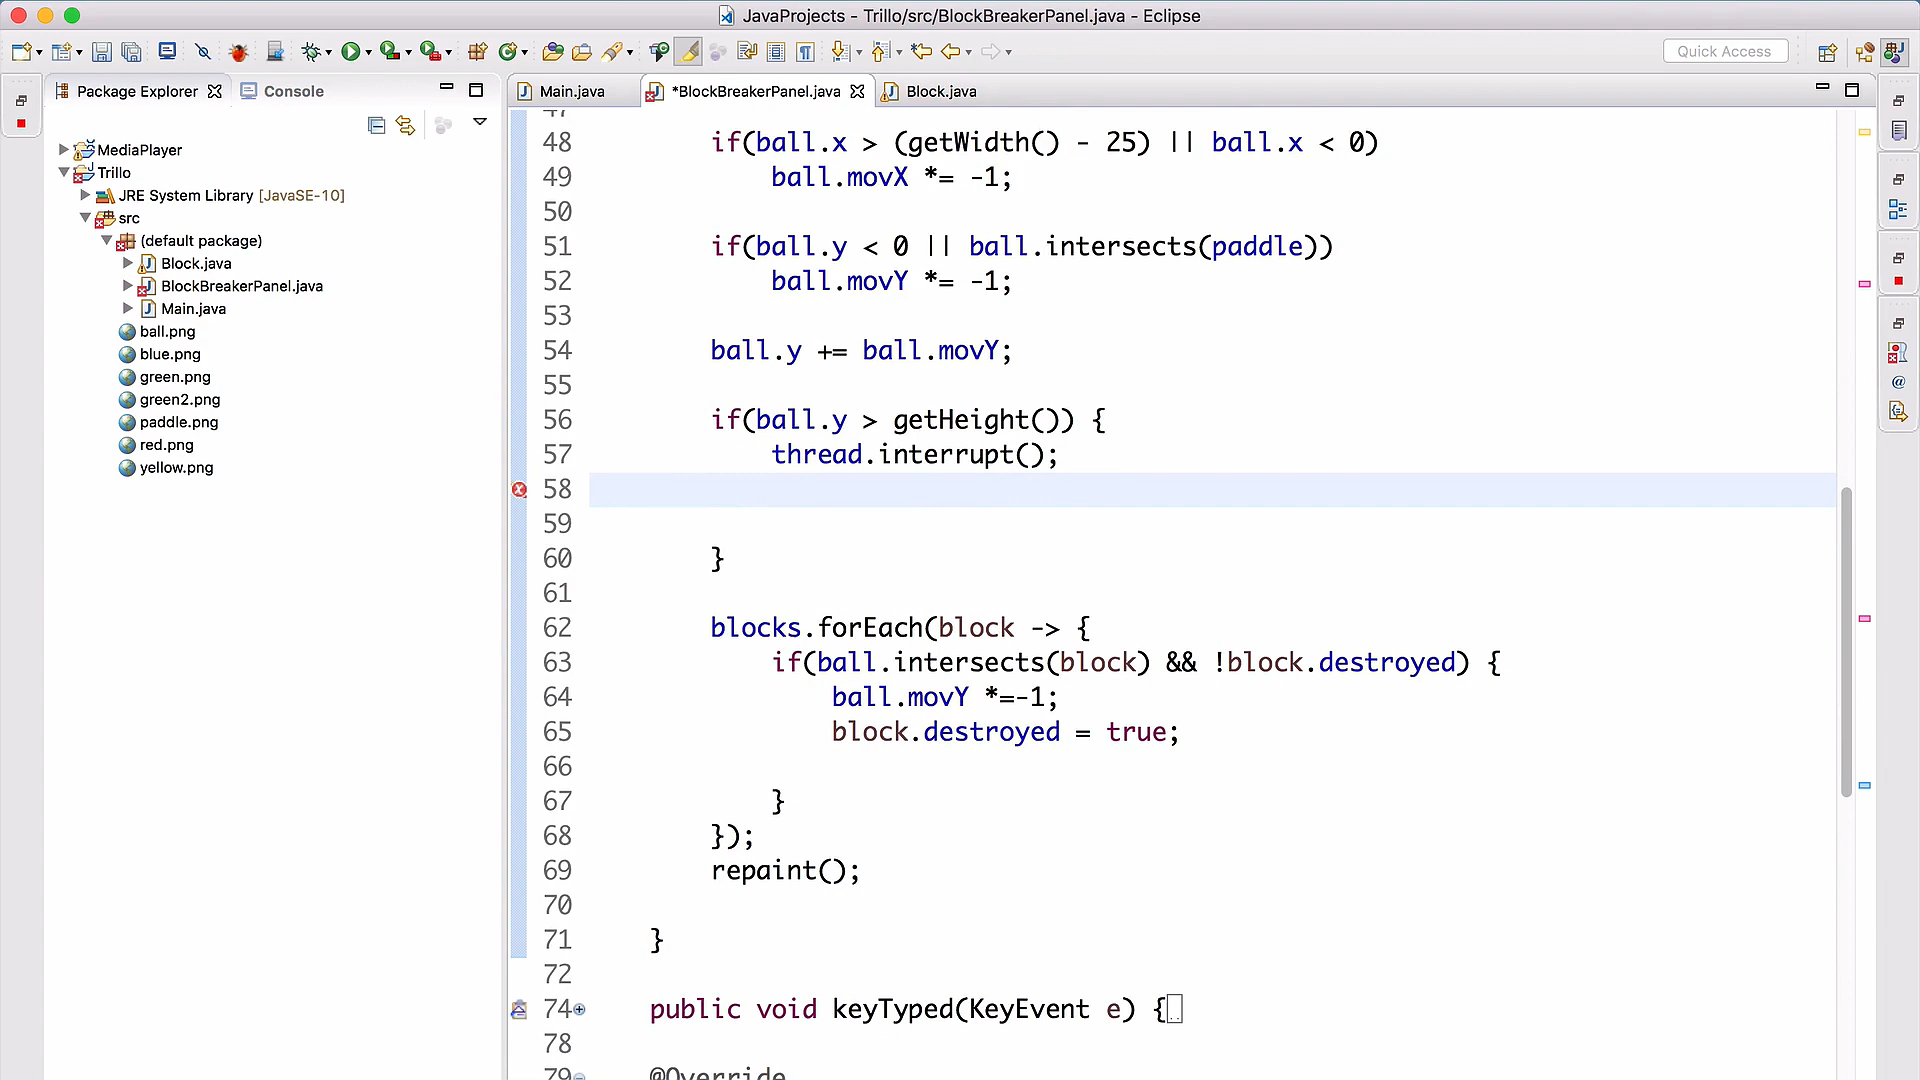 JavaProjects - Trillo/src/BlockBreakerPanel.java - Eclipse
Quick Access
Package Explorer
Console
Main.java
*BlockBreakerPanel.java
Block.java
MediaPlayer
Trillo
JRE System Library [JavaSE-10]
src
(default package)
Block.java
BlockBreakerPanel.java
Main.java
ball.png
blue.png
green.png
green2.png
paddle.png
red.png
yellow.png
47
48 if(ball.x > (getWidth() - 25) || ball.x < 0)
49 ball.movX *= -1;
50
51 if(ball.y < 0 || ball.intersects(paddle))
52 ball.movY *= -1;
53
54 ball.y += ball.movY;
55
56 if(ball.y > getHeight()) {
57 thread.interrupt();
58
59
60 }
61
62 blocks.forEach(block -> {
63 if(ball.intersects(block) && !block.destroyed) {
64 ball.movY *=-1;
65 block.destroyed = true;
66
67 }
68 });
69 repaint();
70
71 }
72
74 public void keyTyped(KeyEvent e) {
78
79 @Override